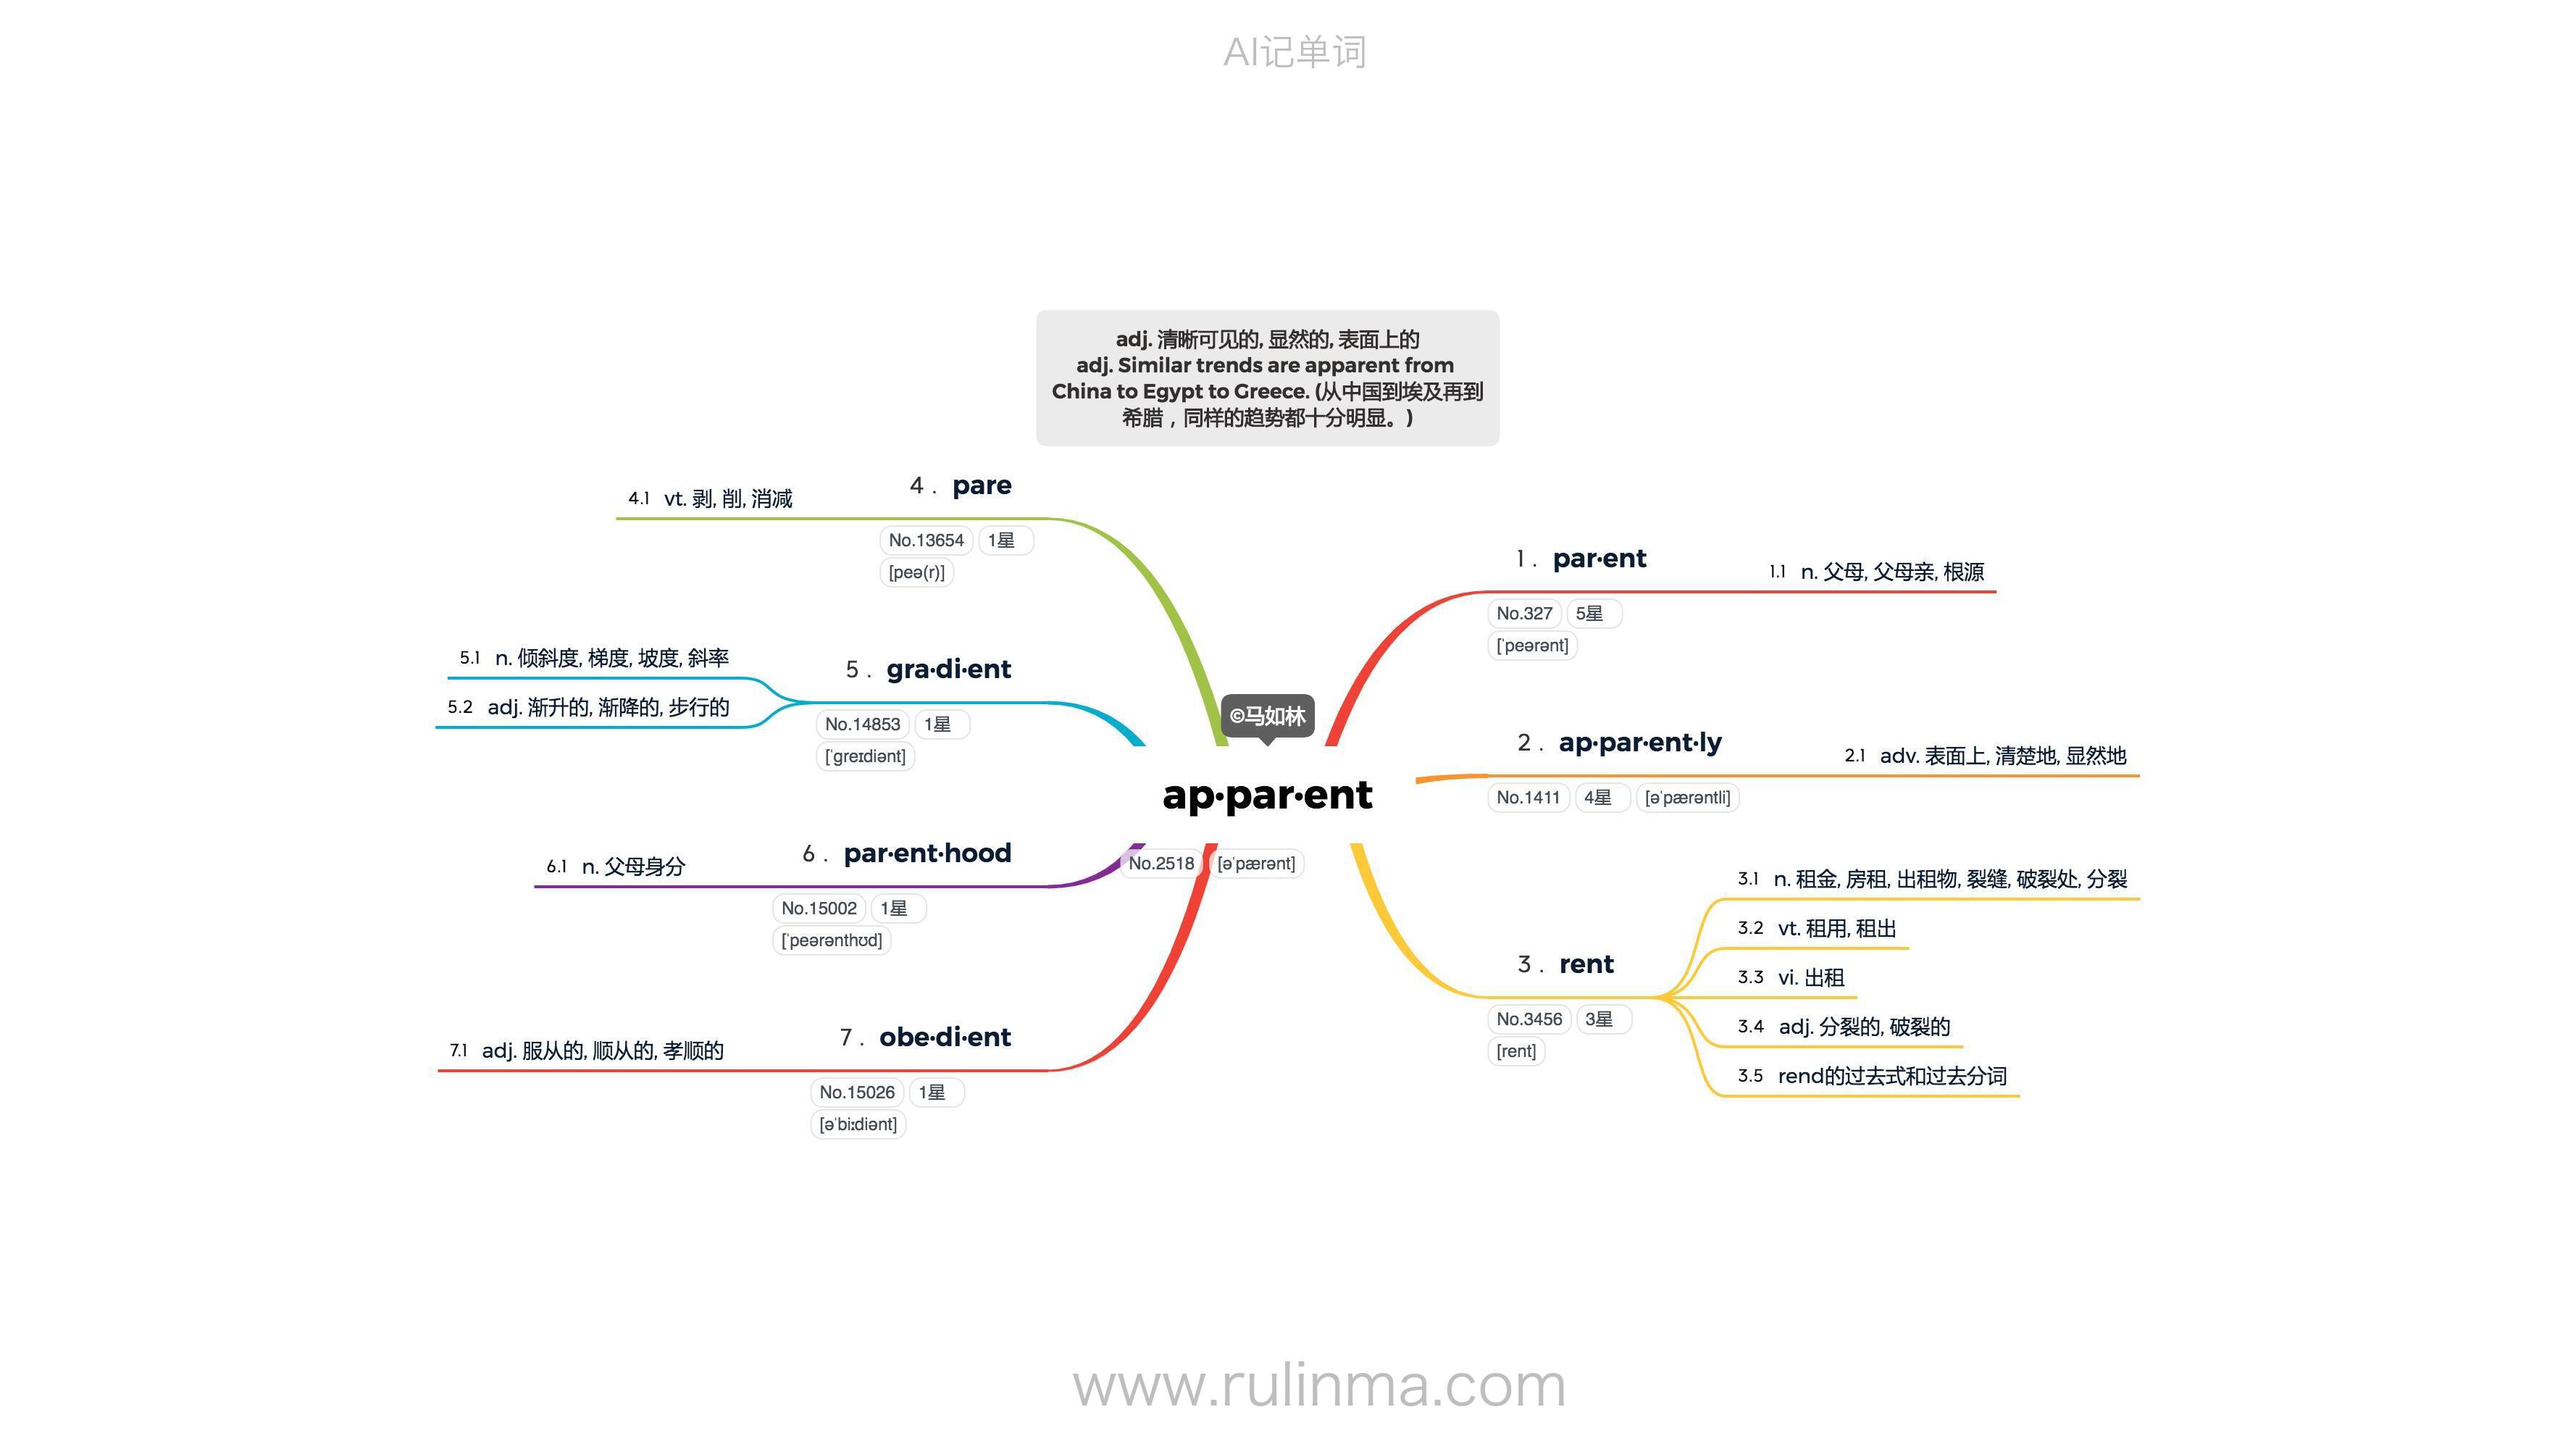 AI记单词
adj. 清晰可见的, 显然的, 表面上的
adj. Similar trends are apparent from
China to Egypt to Greece. (从中国到埃及再到
希腊，同样的趋势都十分明显。)
©马如林
ap·par·ent
No.2518 [əˈpærənt]
1. par·ent
No.327 5星
[ˈpeərənt]
1.1 n. 父母, 父母亲, 根源
2. ap·par·ent·ly
No.1411 4星 [əˈpærəntli]
2.1 adv. 表面上, 清楚地, 显然地
3. rent
No.3456 3星
[rent]
3.1 n. 租金, 房租, 出租物, 裂缝, 破裂处, 分裂
3.2 vt. 租用, 租出
3.3 vi. 出租
3.4 adj. 分裂的, 破裂的
3.5 rend的过去式和过去分词
4. pare
No.13654 1星
[peə(r)]
4.1 vt. 剥, 削, 消减
5. gra·di·ent
No.14853 1星
[ˈɡreɪdiənt]
5.1 n. 倾斜度, 梯度, 坡度, 斜率
5.2 adj. 渐升的, 渐降的, 步行的
6. par·ent·hood
No.15002 1星
[ˈpeərənthʊd]
6.1 n. 父母身分
7. obe·di·ent
No.15026 1星
[əˈbiːdiənt]
7.1 adj. 服从的, 顺从的, 孝顺的
www.rulinma.com